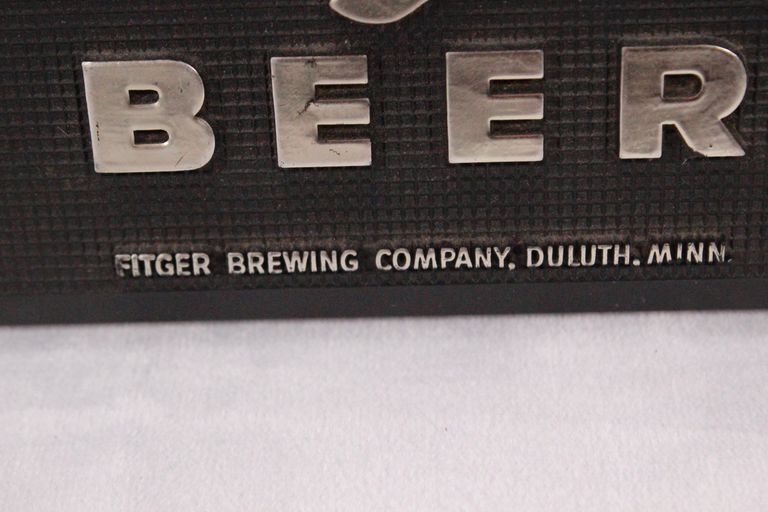 BEER
FITGER BREWING COMPANY, DULUTH. MINN.